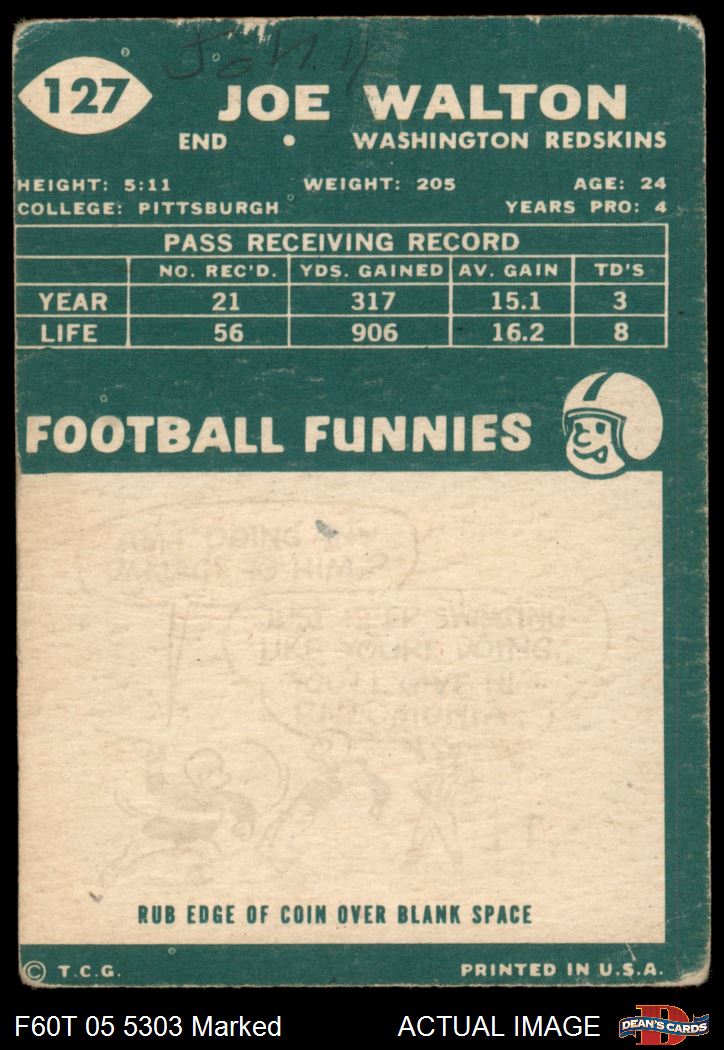 John
127
JOE WALTON
END • WASHINGTON REDSKINS
HEIGHT: 5:11 WEIGHT: 205 AGE: 24
COLLEGE: PITTSBURGH YEARS PRO: 4
PASS RECEIVING RECORD
NO. REC'D. YDS. GAINED AV. GAIN TD'S
YEAR 21 317 15.1 3
LIFE 56 906 16.2 8
FOOTBALL FUNNIES
RUB EDGE OF COIN OVER BLANK SPACE
© T.C.G. PRINTED IN U.S.A.
F60T 05 5303 Marked ACTUAL IMAGE
D
DEAN'S CARDS